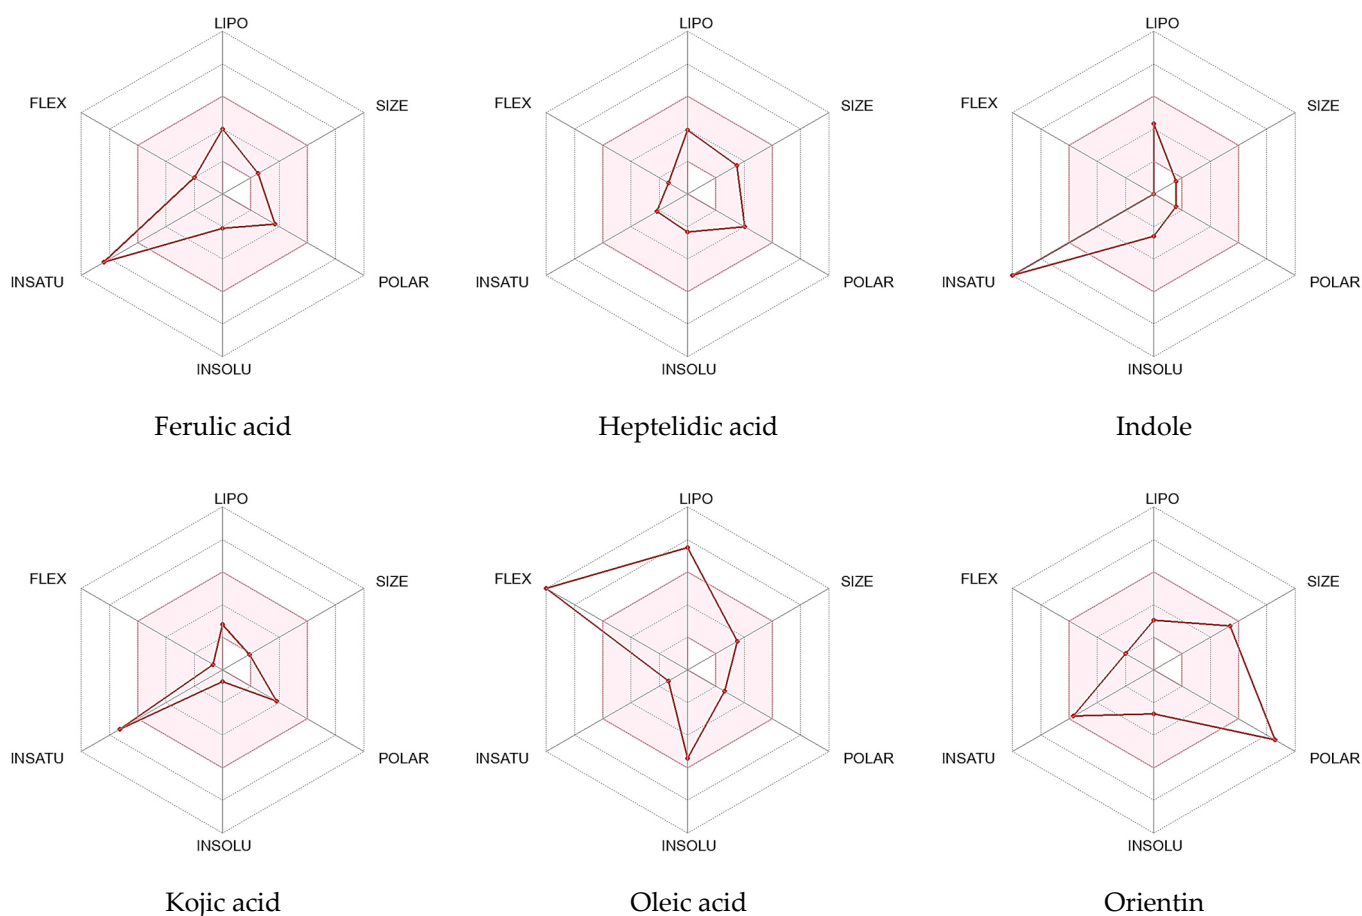 LIPO
FLEX
SIZE
INSATU
POLAR
INSOLU
Ferulic acid
LIPO
FLEX
SIZE
INSATU
POLAR
INSOLU
Heptelidic acid
LIPO
FLEX
SIZE
INSATU
POLAR
INSOLU
Indole
LIPO
FLEX
SIZE
INSATU
POLAR
INSOLU
Kojic acid
LIPO
FLEX
SIZE
INSATU
POLAR
INSOLU
Oleic acid
LIPO
FLEX
SIZE
INSATU
POLAR
INSOLU
Orientin